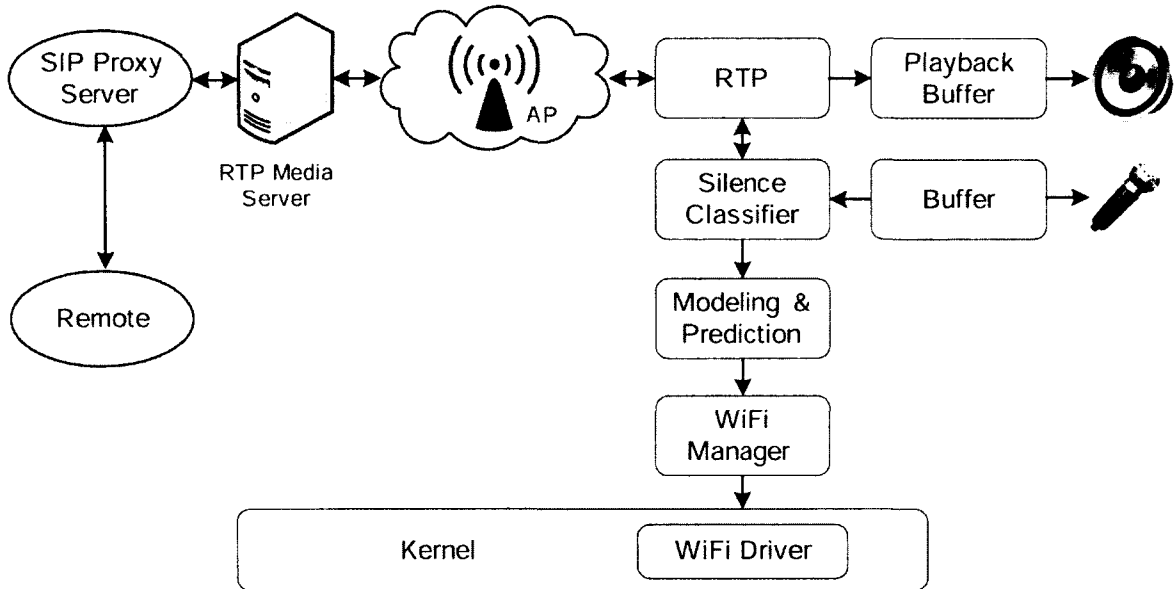 SIP Proxy
Server
RTP Media
Server
AP
RTP
Playback
Buffer
Silence
Classifier
Buffer
Remote
Modeling &
Prediction
WiFi
Manager
Kernel
WiFi Driver